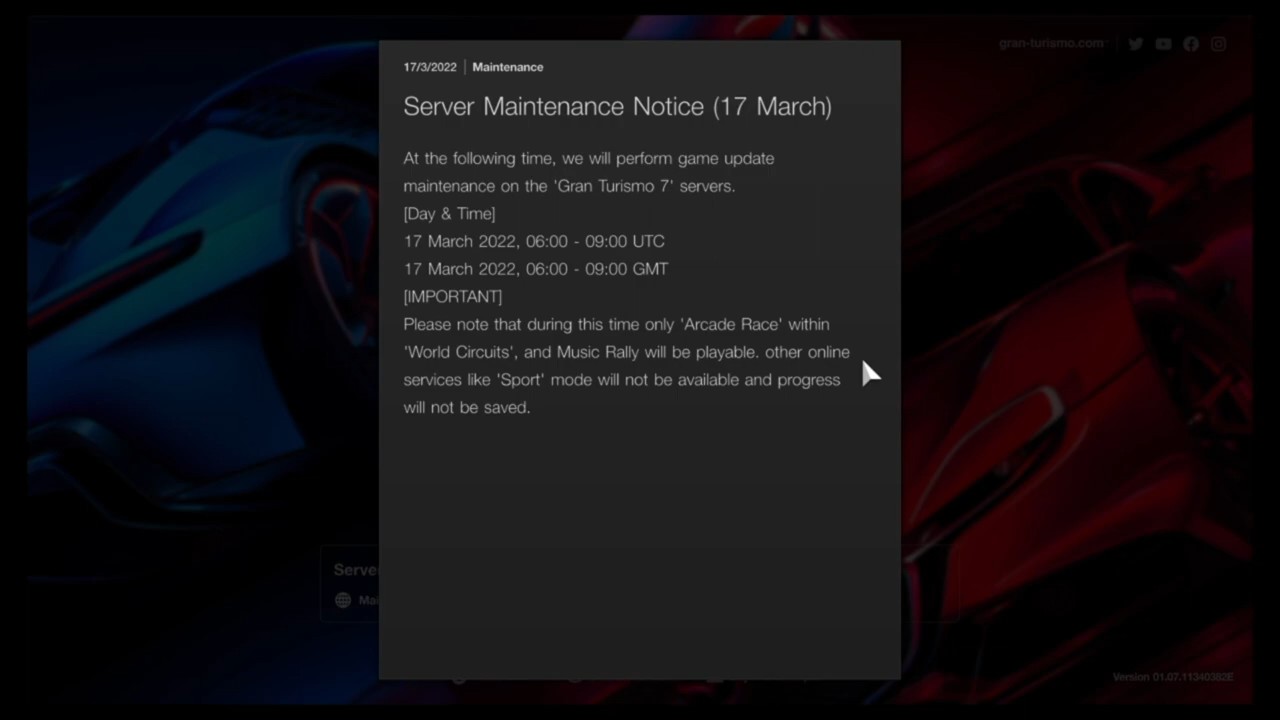 gran-turismo.com
17/3/2022 | Maintenance
Server Maintenance Notice (17 March)
At the following time, we will perform game update
maintenance on the 'Gran Turismo 7' servers.
[Day & Time]
17 March 2022, 06:00 - 09:00 UTC
17 March 2022, 06:00 - 09:00 GMT
[IMPORTANT]
Please note that during this time only 'Arcade Race' within
'World Circuits', and Music Rally will be playable. other online
services like 'Sport' mode will not be available and progress
will not be saved.
Serve
Mai